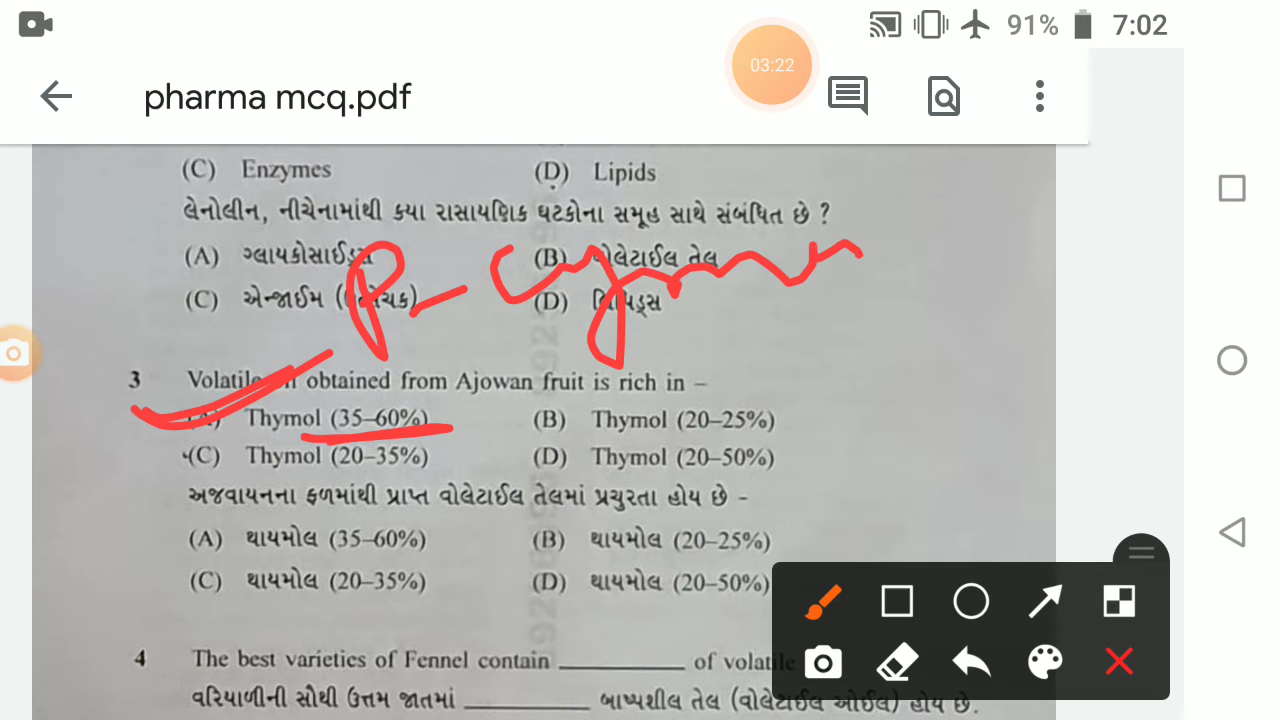 91% 7:02
03:22
pharma mcq.pdf
(C) Enzymes (D) Lipids
લેનોલીન, નીચેનામાંથી કયા રાસાયણિક ઘટકોના સમૂહ સાથે સંબંધિત છે ?
(A) ગ્લાયકોસાઈડ્સ (B) વોલેટાઈલ તેલ
(C) એન્જાઈમ (D) લિપિડ્સ
3 Volatile oil obtained from Ajowan fruit is rich in –
(A) Thymol (35–60%) (B) Thymol (20–25%)
(C) Thymol (20–35%) (D) Thymol (20–50%)
અજવાયનના ફળમાંથી પ્રાપ્ત વોલેટાઈલ તેલમાં પ્રચુરતા હોય છે -
(A) થાયમોલ (35–60%) (B) થાયમોલ (20–25%)
(C) થાયમોલ (20–35%) (D) થાયમોલ (20–50%)
4 The best varieties of Fennel contain ________ of volatile
વરિયાળીની સૌથી ઉત્તમ જાતમાં ________ બાષ્પશીલ તેલ (વોલેટાઈલ ઓઈલ) હોય છે.